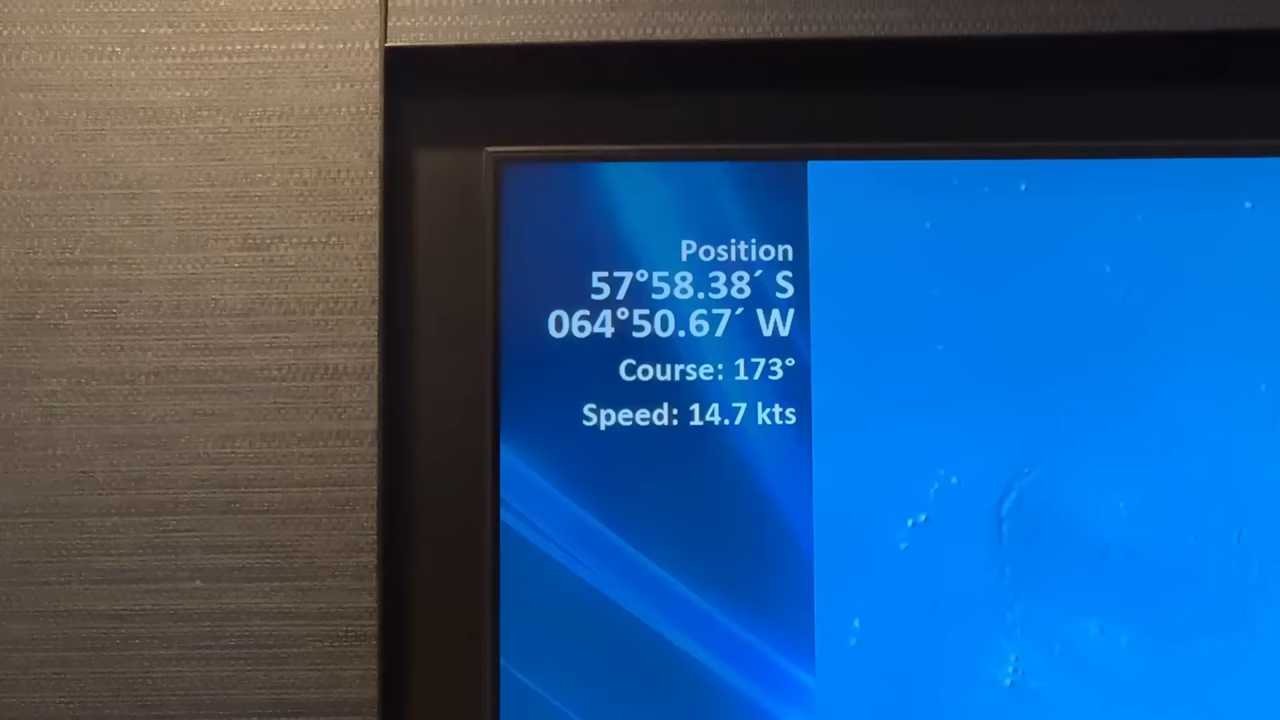 Position
57°58.38´ S
064°50.67´ W
Course: 173°
Speed: 14.7 kts